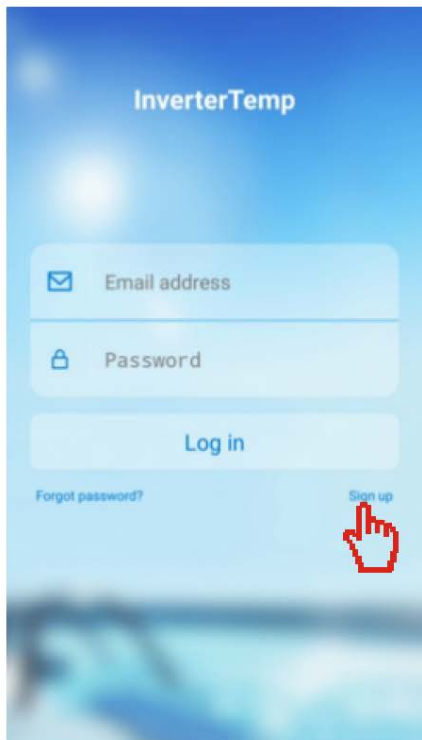 InverterTemp
Email address
Password
Log in
Forgot password?
Sign up